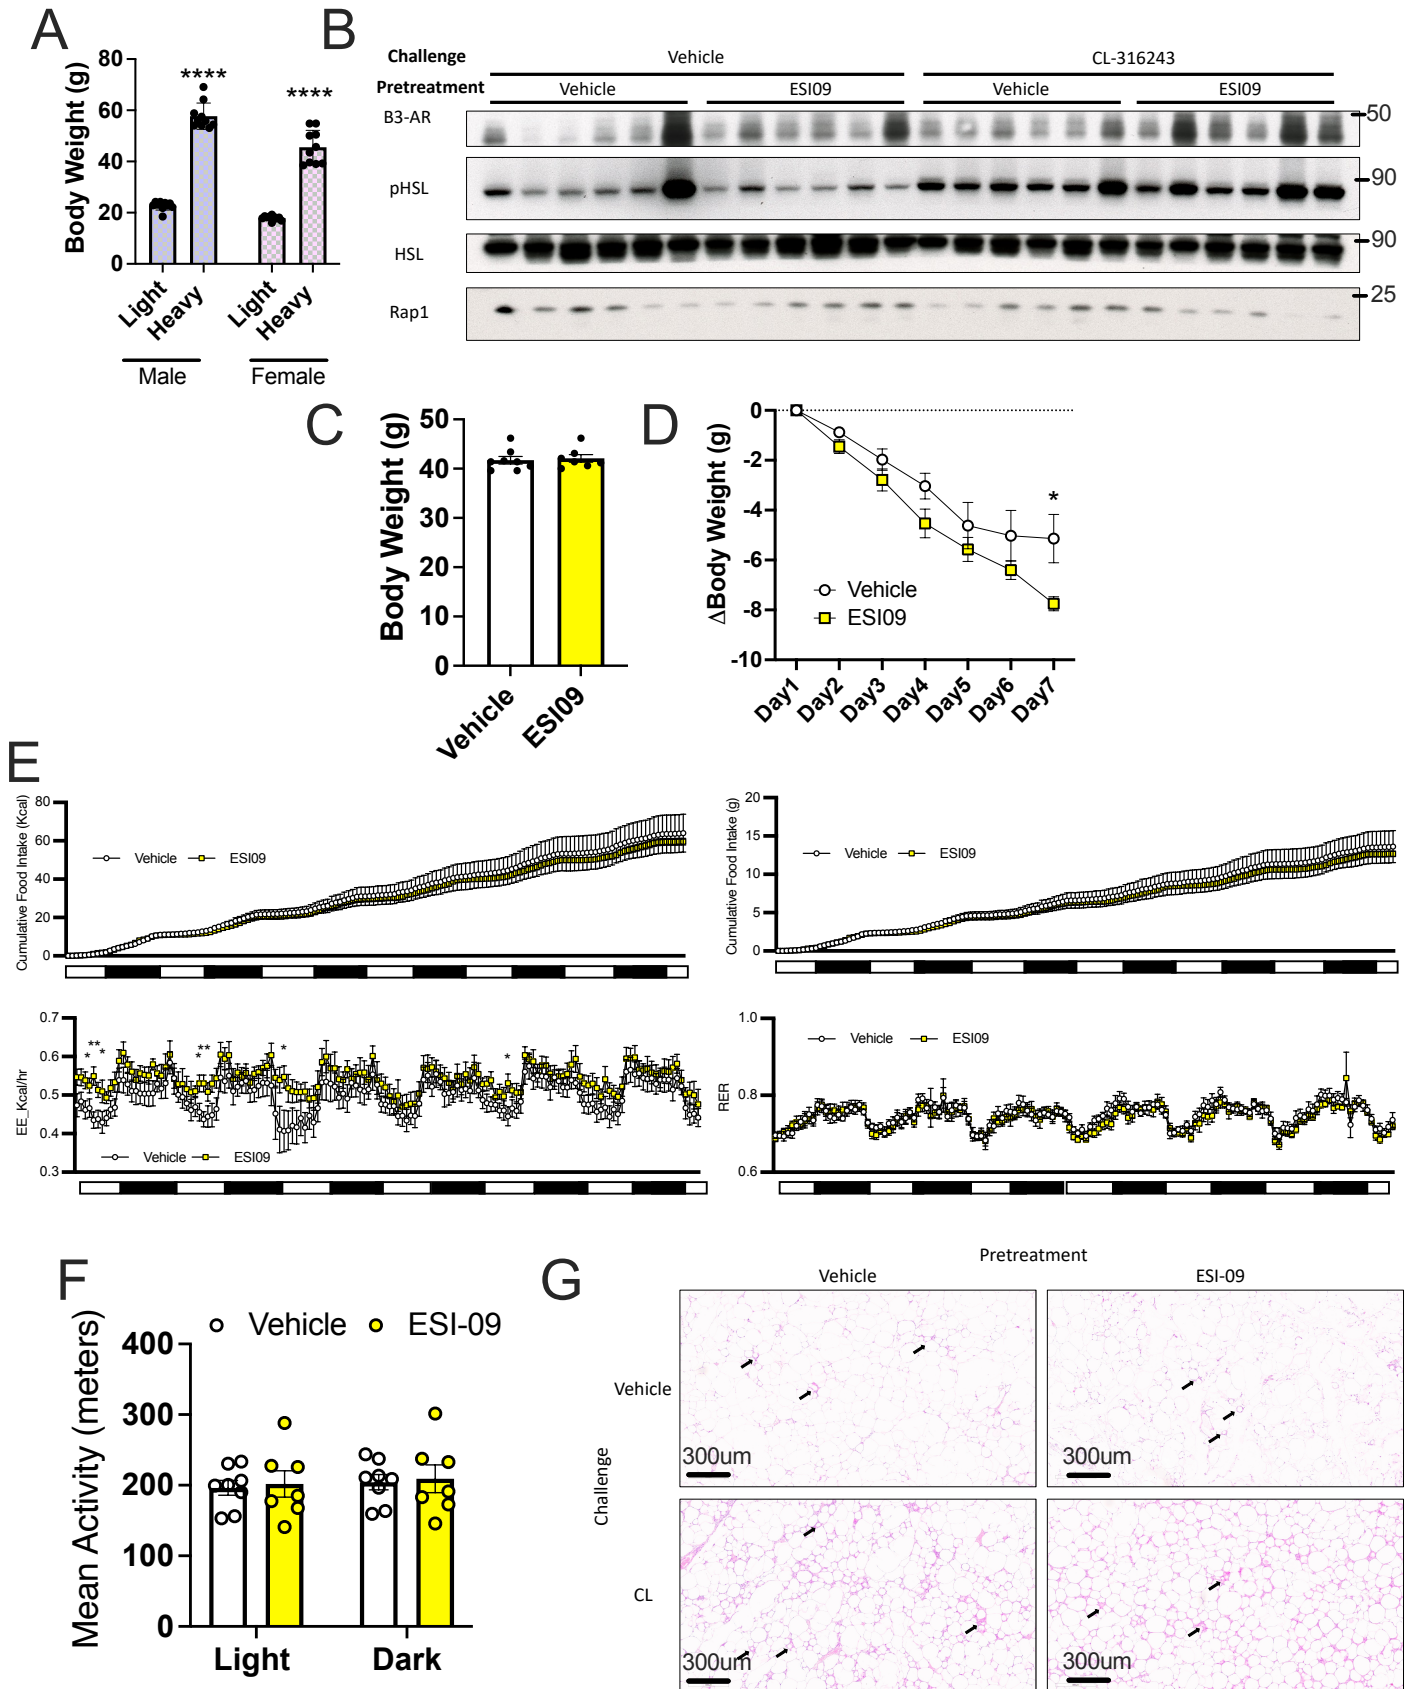 A
B
Body Weight (g)
80
60
40
20
0
****
****
Light
Heavy
Light
Heavy
Male
Female
Challenge
Vehicle
CL-316243
Pretreatment
Vehicle
ESI09
Vehicle
ESI09
B3-AR
50
pHSL
90
HSL
90
Rap1
25
C
Body Weight (g)
50
40
30
20
10
0
Vehicle
ESI09
D
ΔBody Weight (g)
0
-2
-4
-6
-8
-10
*
Vehicle
ESI09
Day1
Day2
Day3
Day4
Day5
Day6
Day7
E
Cumulative Food Intake (Kcal)
80
60
40
20
0
Vehicle
ESI09
Cumulative Food Intake (g)
20
15
10
5
0
Vehicle
ESI09
EE_Kcal/hr
0.7
0.6
0.5
0.4
0.3
*
**
*
*
**
*
*
Vehicle
ESI09
RER
1.0
0.8
0.6
Vehicle
ESI09
F
Mean Activity (meters)
Vehicle
ESI-09
400
300
200
100
0
Light
Dark
G
Pretreatment
Vehicle
ESI-09
Challenge
Vehicle
CL
300um
300um
300um
300um